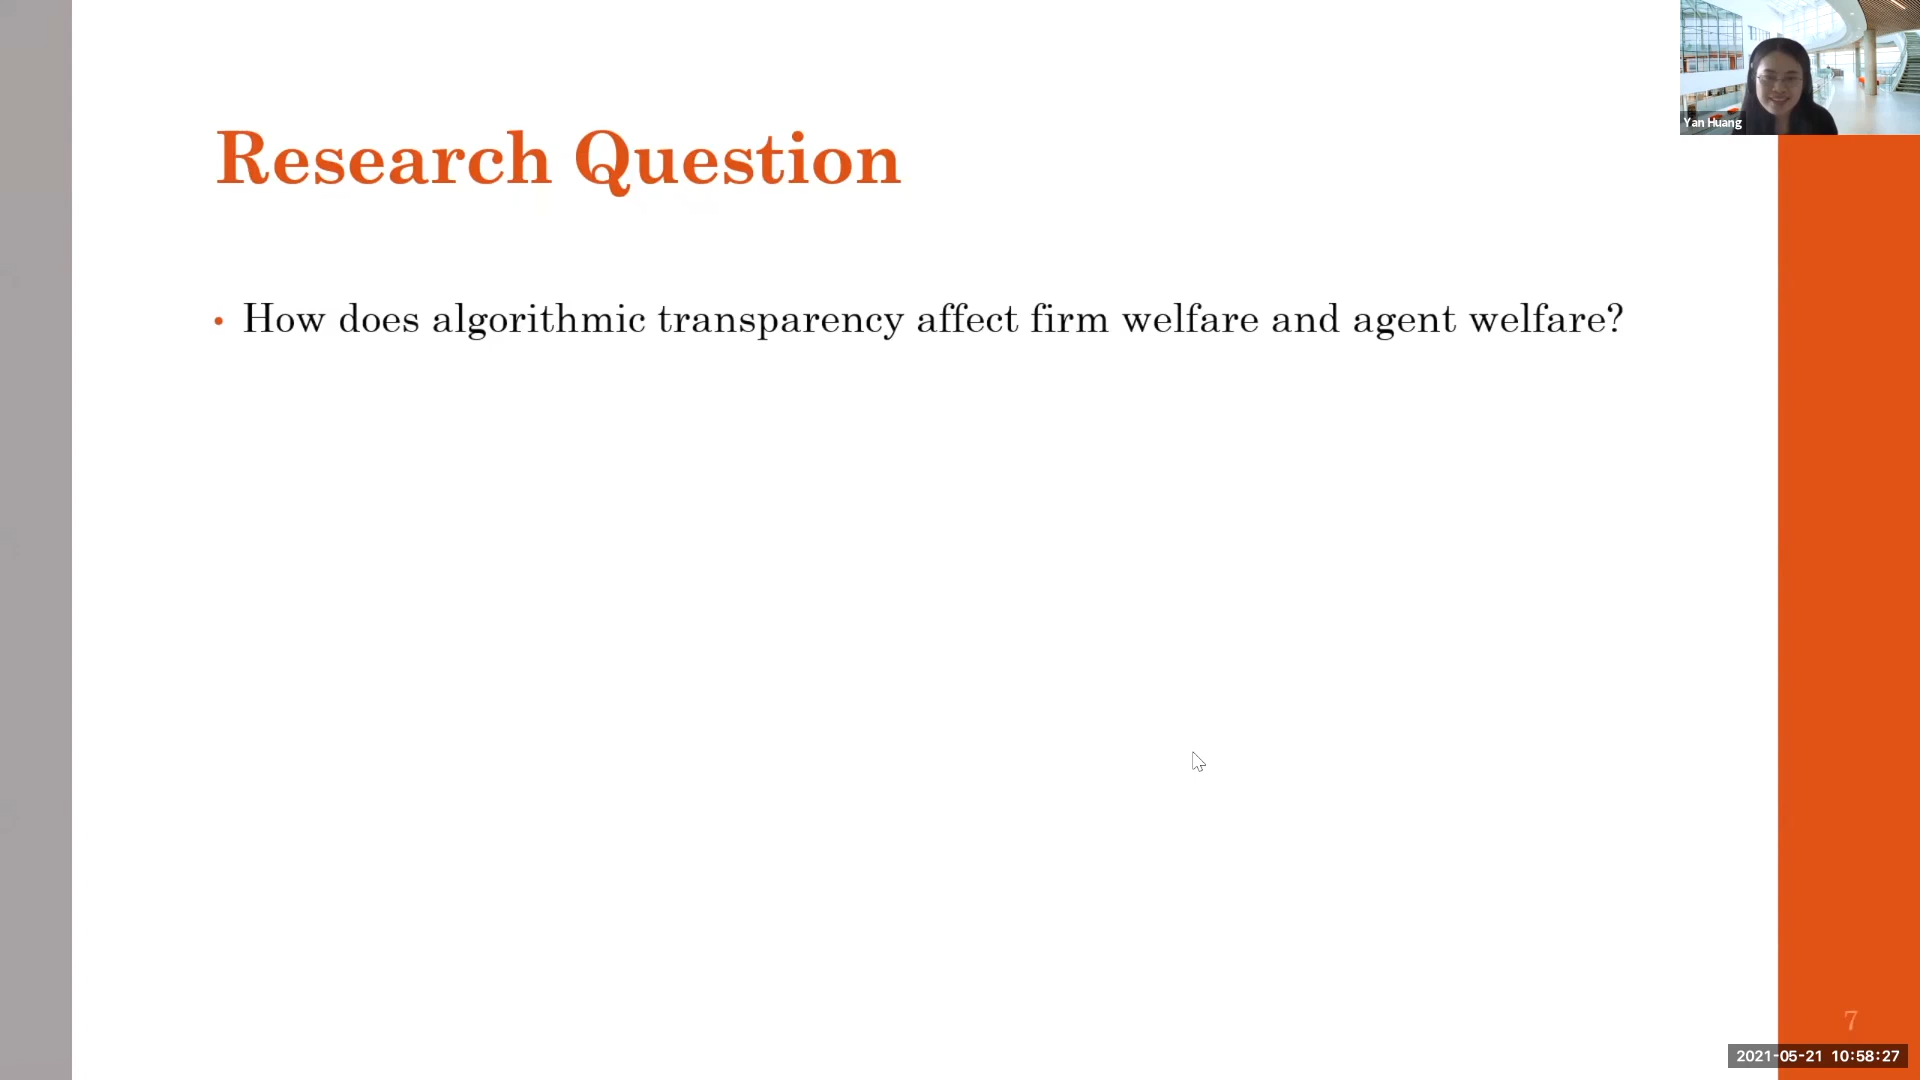 Yan Huang
Research Question
• How does algorithmic transparency affect firm welfare and agent welfare?
7
2021-05-21 10:58:27